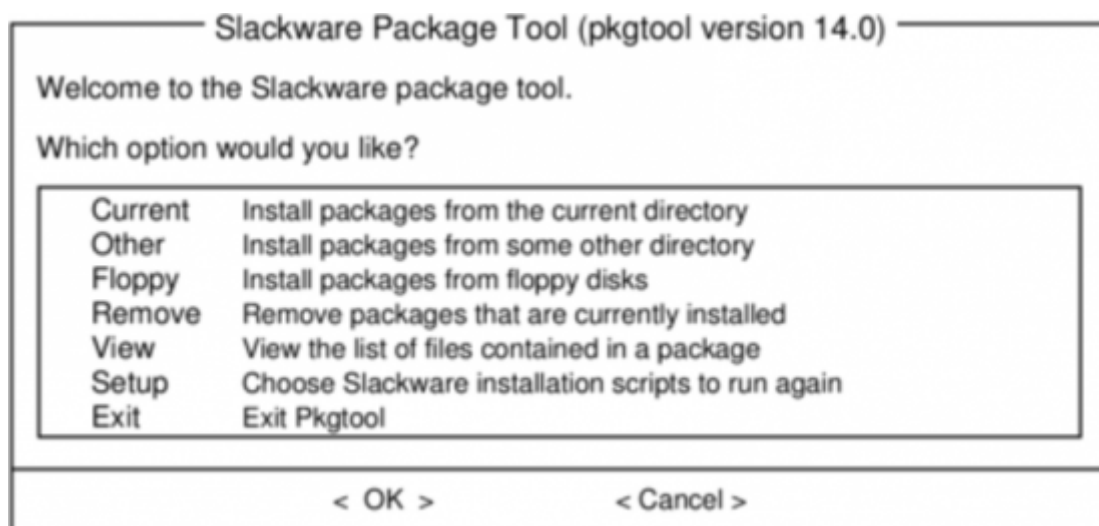 Slackware Package Tool (pkgtool version 14.0)
Welcome to the Slackware package tool.
Which option would you like?
Current Install packages from the current directory
Other Install packages from some other directory
Floppy Install packages from floppy disks
Remove Remove packages that are currently installed
View View the list of files contained in a package
Setup Choose Slackware installation scripts to run again
Exit Exit Pkgtool
< OK > < Cancel >